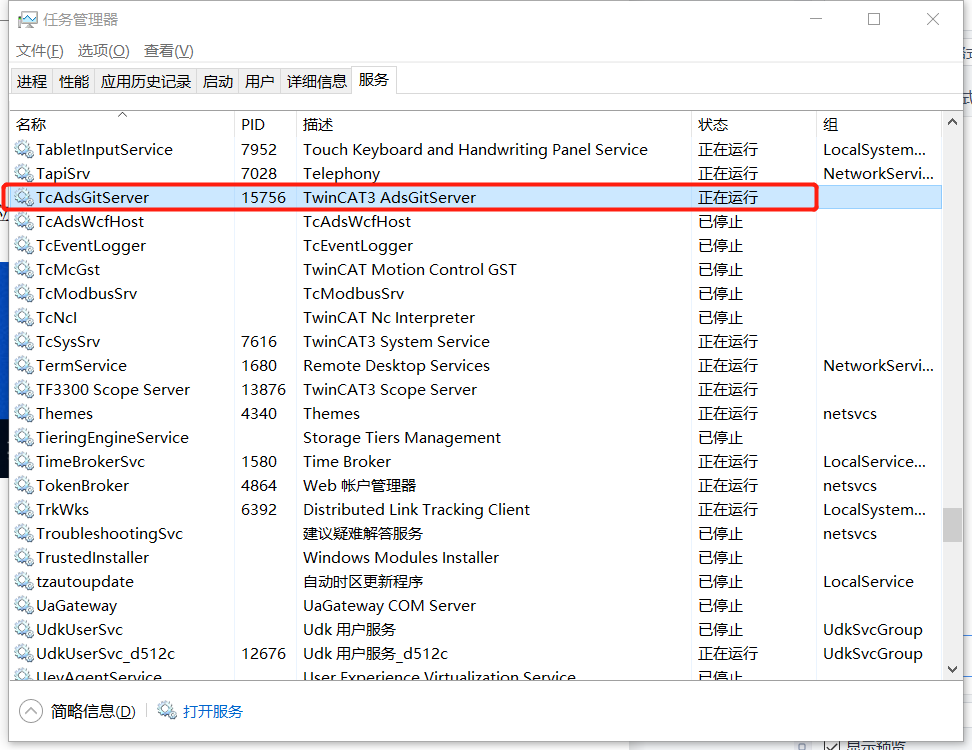 任务管理器
文件(F) 选项(O) 查看(V)
进程 性能 应用历史记录 启动 用户 详细信息 服务
名称 PID 描述 状态 组
TabletInputService 7952 Touch Keyboard and Handwriting Panel Service 正在运行 LocalSystem...
TapiSrv 7028 Telephony 正在运行 NetworkServi...
TcAdsGitServer 15756 TwinCAT3 AdsGitServer 正在运行
TcAdsWcfHost TcAdsWcfHost 已停止
TcEventLogger TcEventLogger 已停止
TcMcGst TwinCAT Motion Control GST 已停止
TcModbusSrv TcModbusSrv 已停止
TcNcI TwinCAT Nc Interpreter 已停止
TcSysSrv 7616 TwinCAT3 System Service 正在运行
TermService 1680 Remote Desktop Services 正在运行 NetworkServi...
TF3300 Scope Server 13876 TwinCAT3 Scope Server 正在运行
Themes 4340 Themes 正在运行 netsvcs
TieringEngineService Storage Tiers Management 已停止
TimeBrokerSvc 1580 Time Broker 正在运行 LocalService...
TokenBroker 4864 Web 帐户管理器 正在运行 netsvcs
TrkWks 6392 Distributed Link Tracking Client 正在运行 LocalSystem...
TroubleshootingSvc 建议疑难解答服务 已停止 netsvcs
TrustedInstaller Windows Modules Installer 已停止
tzautoupdate 自动时区更新程序 已停止 LocalService
UaGateway UaGateway COM Server 已停止
UdkUserSvc Udk 用户服务 已停止 UdkSvcGroup
UdkUserSvc_d512c 12676 Udk 用户服务_d512c 正在运行 UdkSvcGroup
UevAgentService User Experience Virtualization Service 已停止
简略信息(D) 打开服务
显示预览